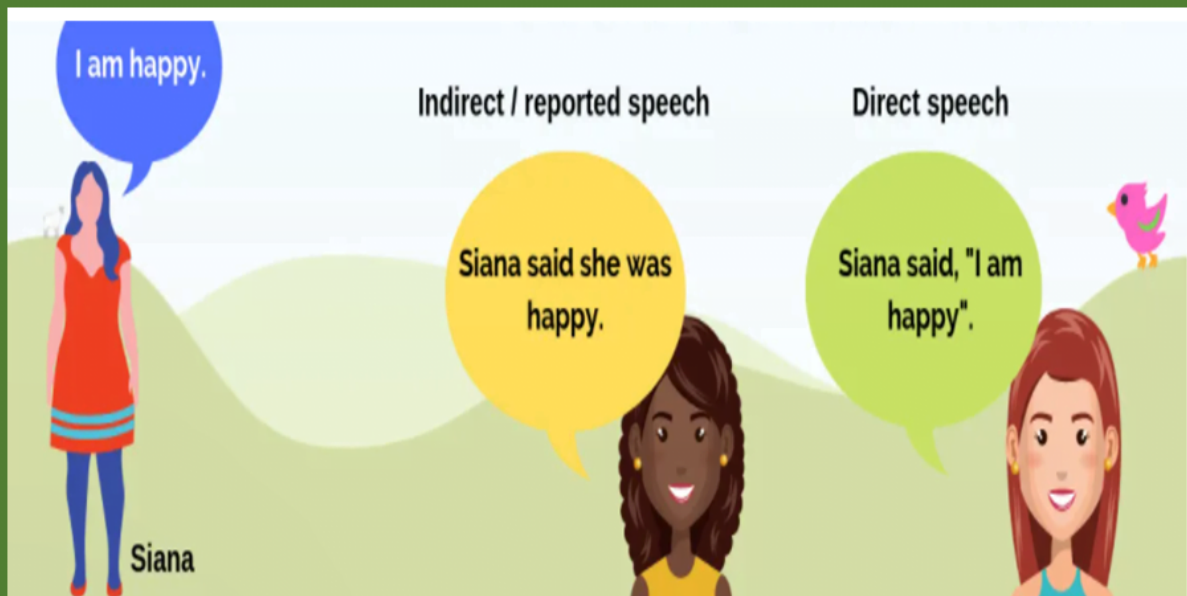 I am happy.
Indirect / reported speech
Direct speech
Siana said she was
happy.
Siana said, "I am
happy".
Siana